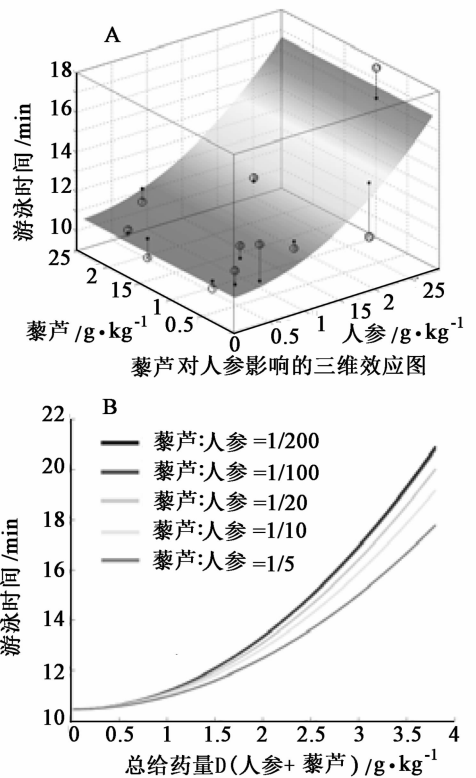 A
游泳时间/min
18
16
14
12
10
25
2
15
1
0.5
0
0.5
1
15
2
25
藜芦/g·kg-1
人参/g·kg-1
藜芦对人参影响的三维效应图
B
游泳时间/min
22
20
18
16
14
12
10
藜芦:人参=1/200
藜芦:人参=1/100
藜芦:人参=1/20
藜芦:人参=1/10
藜芦:人参=1/5
0 0.5 1 1.5 2 2.5 3 3.5 4
总给药量D(人参+藜芦)/g·kg-1